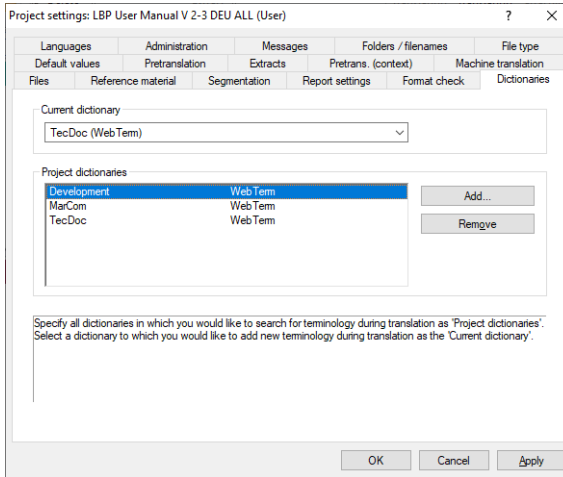 Project settings: LBP User Manual V 2-3 DEU ALL (User) ? ×
Languages Administration Messages Folders / filenames File type
Default values Pretranslation Extracts Pretrans. (context) Machine translation
Files Reference material Segmentation Report settings Format check Dictionaries
Current dictionary
TecDoc (WebTerm)
Project dictionaries
Development WebTerm
MarCom WebTerm
TecDoc WebTerm
Add...
Remove
Specify all dictionaries in which you would like to search for terminology during translation as 'Project dictionaries'.
Select a dictionary to which you would like to add new terminology during translation as the 'Current dictionary'.
OK Cancel Apply